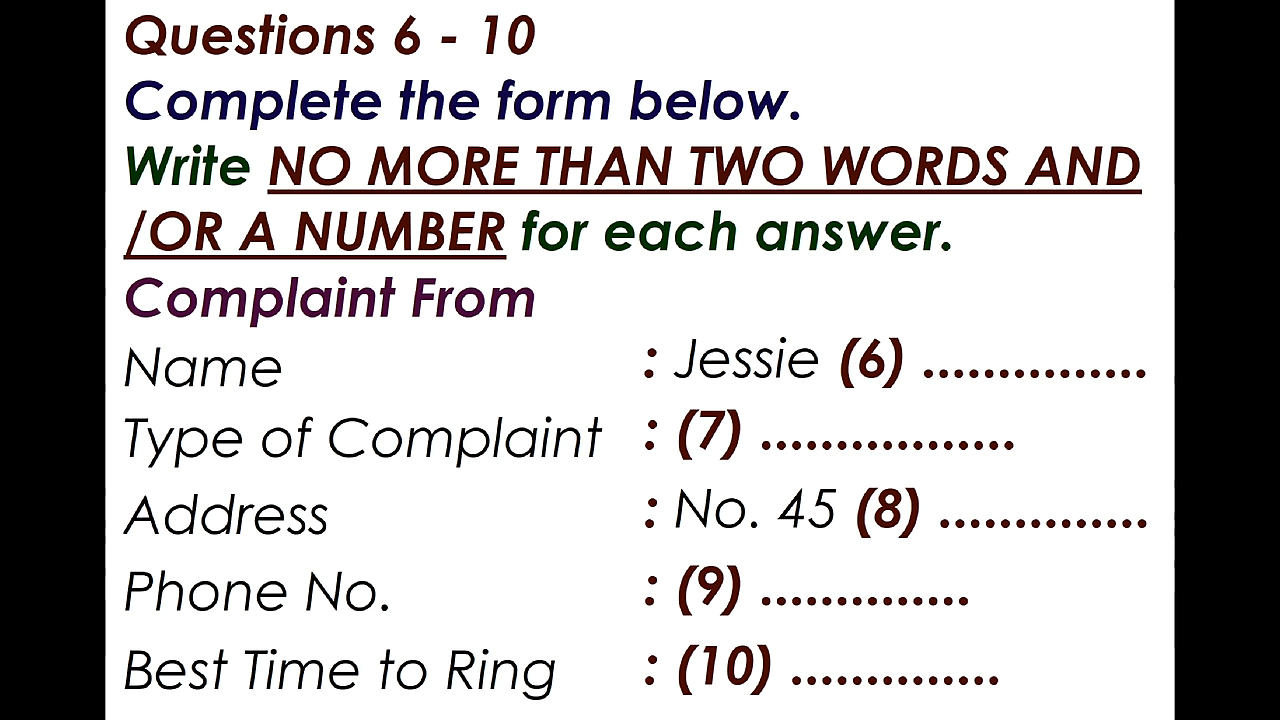 Questions 6 - 10
Complete the form below.
Write NO MORE THAN TWO WORDS AND
/OR A NUMBER for each answer.
Complaint From
Name : Jessie (6) ...............
Type of Complaint : (7) .................
Address : No. 45 (8) ..............
Phone No. : (9) ..............
Best Time to Ring : (10) ..............